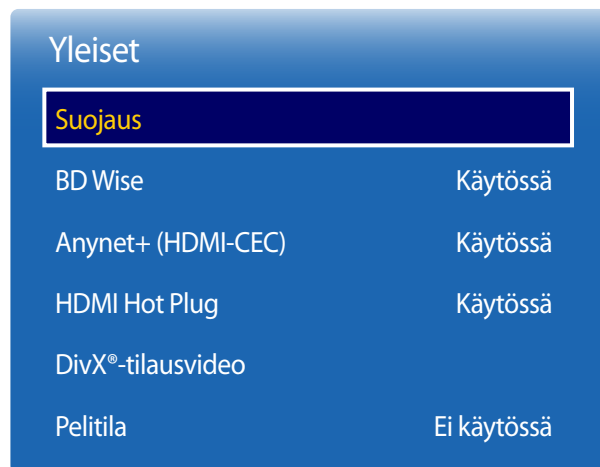 Yleiset
Suojaus
BD Wise Käytössä
Anynet+ (HDMI-CEC) Käytössä
HDMI Hot Plug Käytössä
DivX®-tilausvideo
Pelitila Ei käytössä